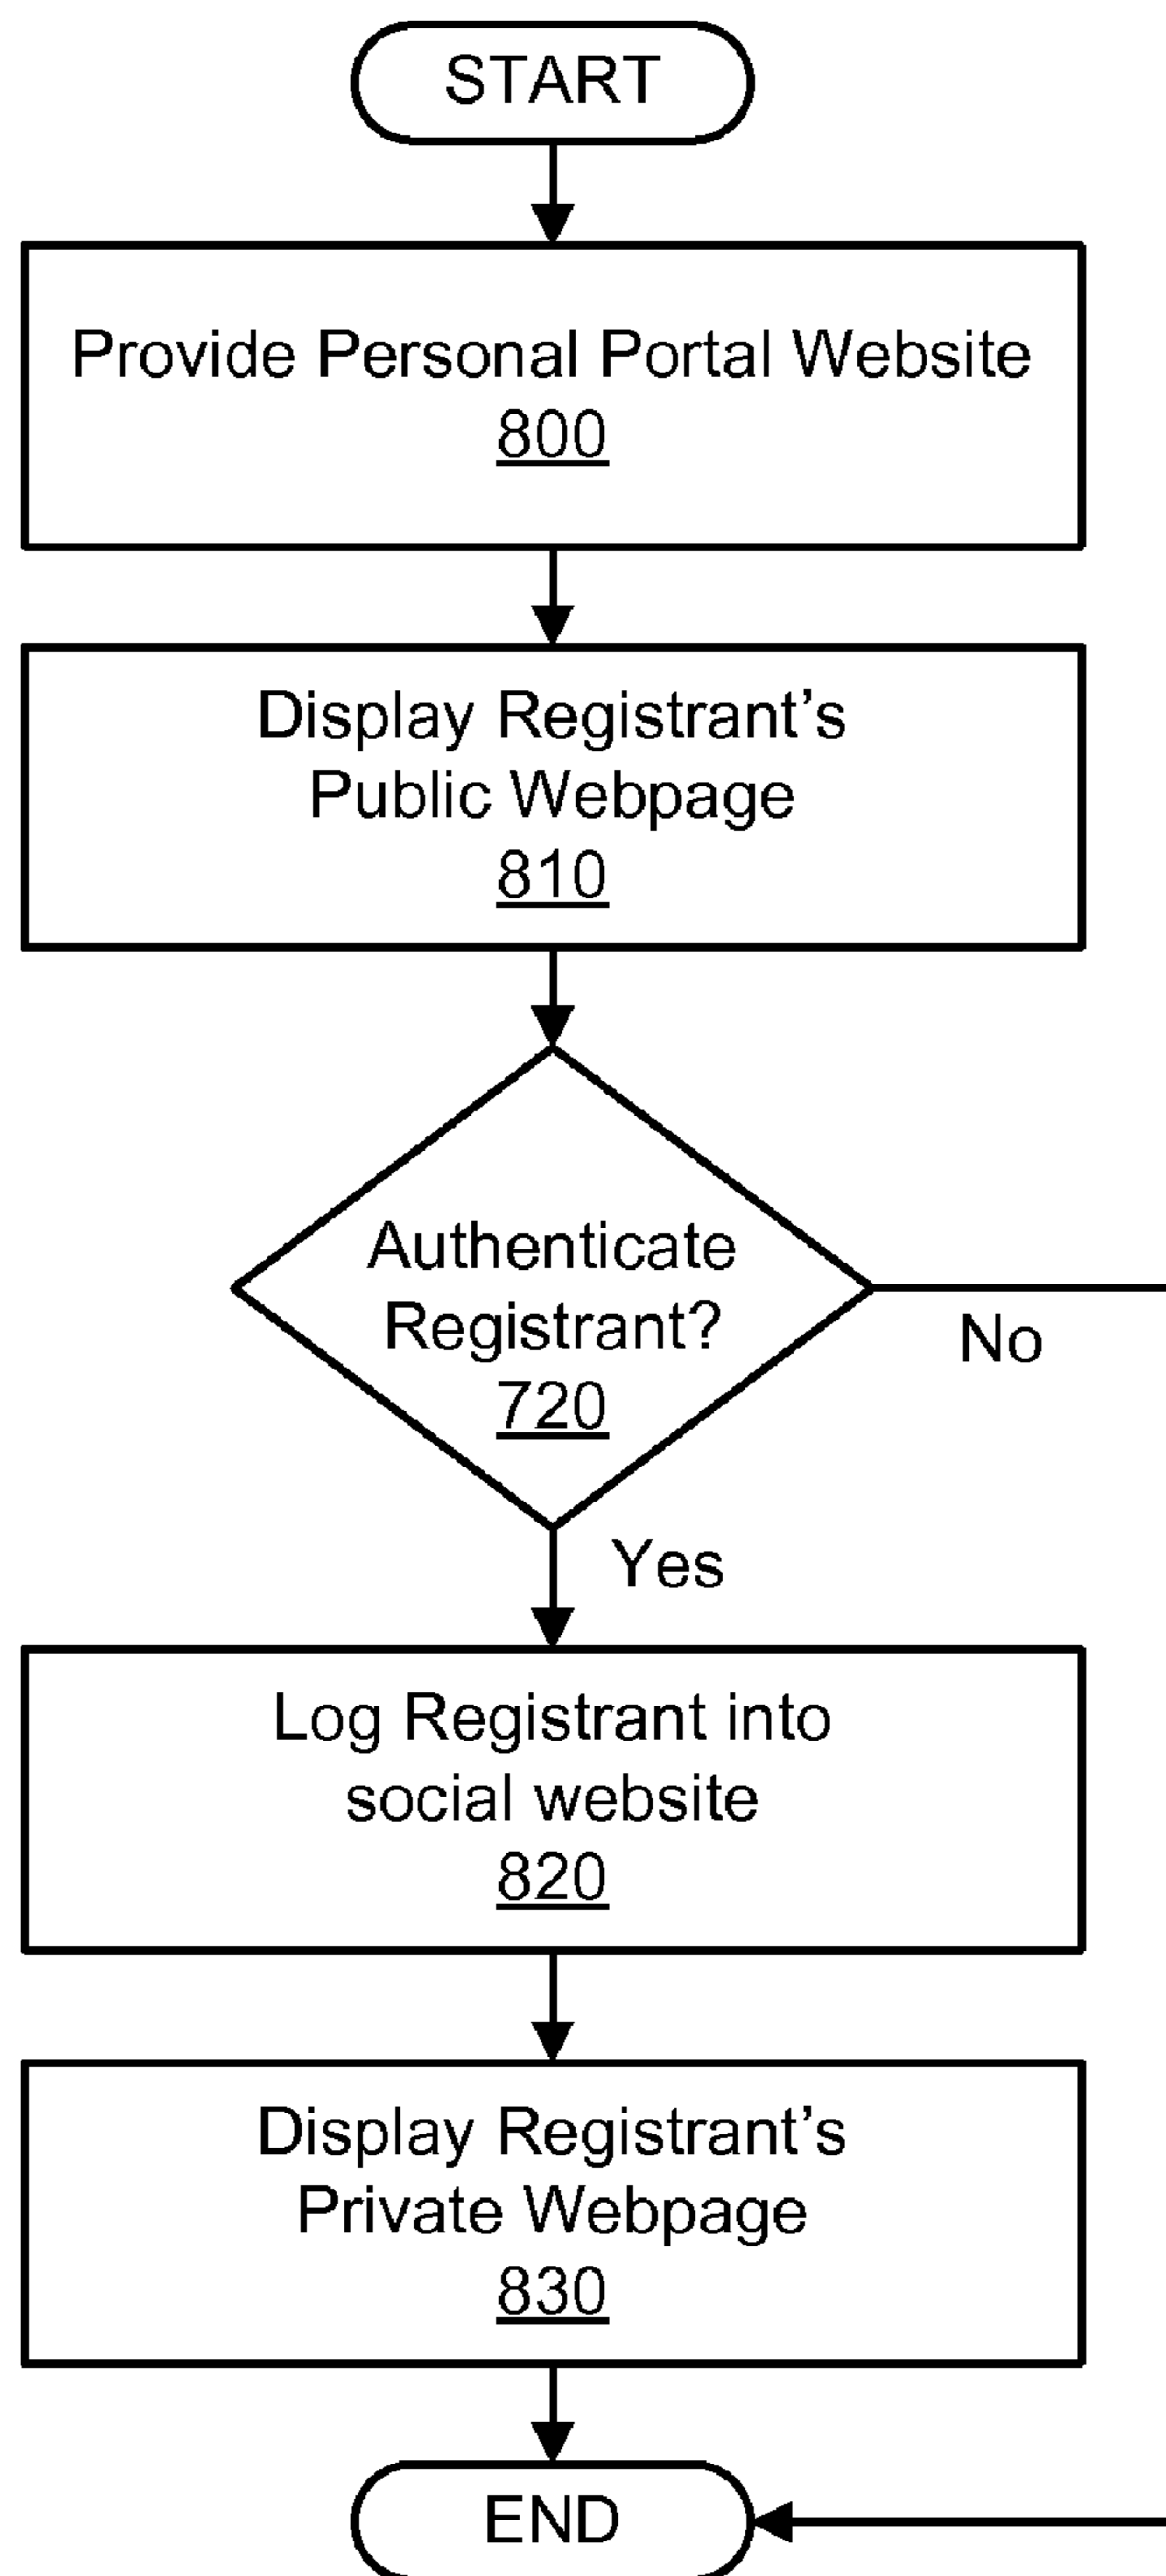 START
Provide Personal Portal Website
800
Display Registrant's
Public Webpage
810
Authenticate
Registrant?
720
No
Yes
Log Registrant into
social website
820
Display Registrant's
Private Webpage
830
END